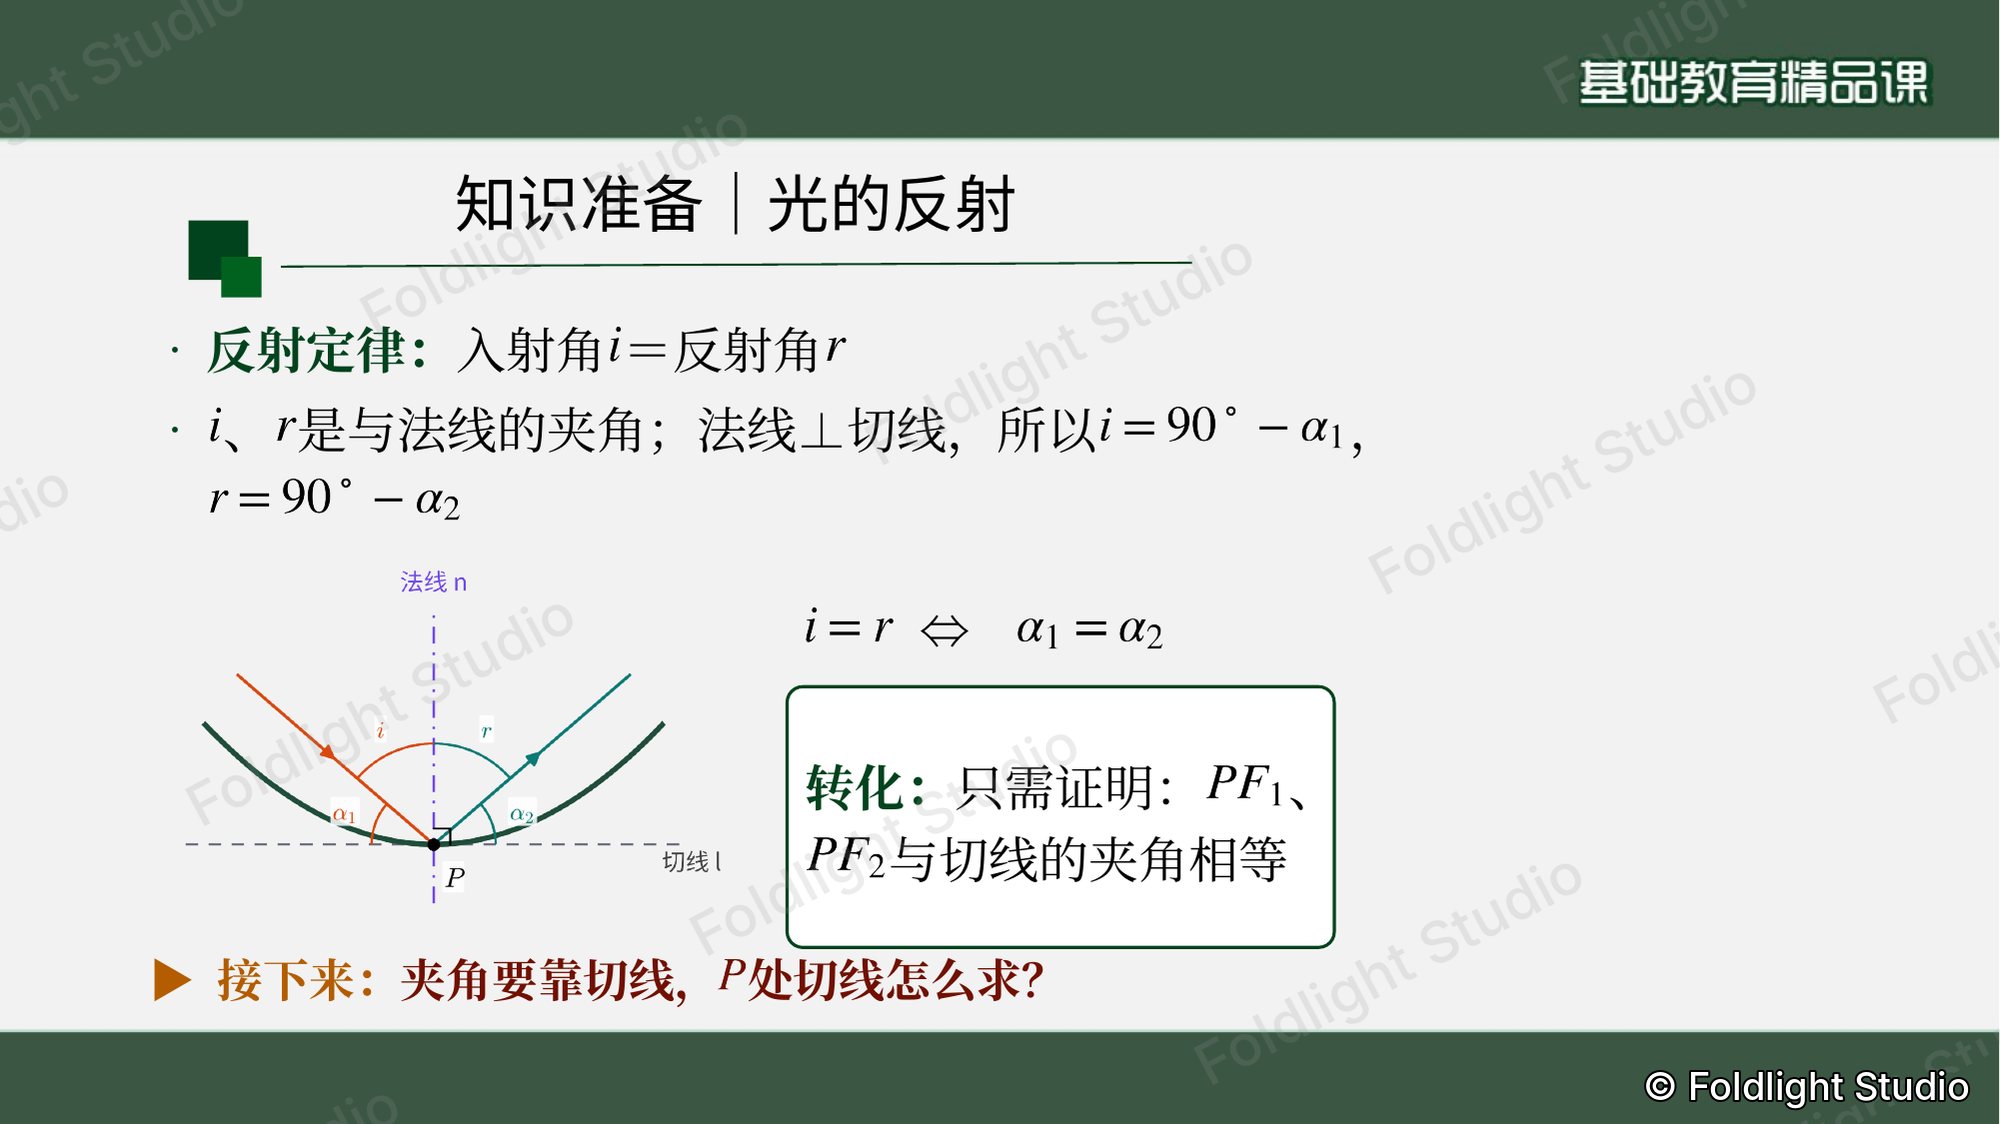 基础教育精品课
知识准备｜光的反射
· 反射定律：入射角i＝反射角r
· i、r是与法线的夹角；法线⊥切线，所以i = 90° − α₁，
r = 90° − α₂
法线 n
i
r
α₁
α₂
P
切线 l
i = r ⇔ α₁ = α₂
转化：只需证明：PF₁、
PF₂与切线的夹角相等
▶ 接下来：夹角要靠切线，P处切线怎么求？
© Foldlight Studio
Foldlight Studio